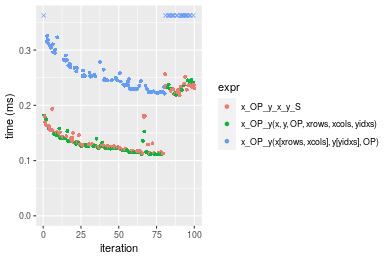 0.3
0.2
0.1
0.0
time (ms)
0
25
50
75
100
iteration
expr
x_OP_y_x_y_S
x_OP_y(x, y, OP, xrows, xcols, yidxs)
x_OP_y(x[xrows, xcols], y[yidxs], OP)